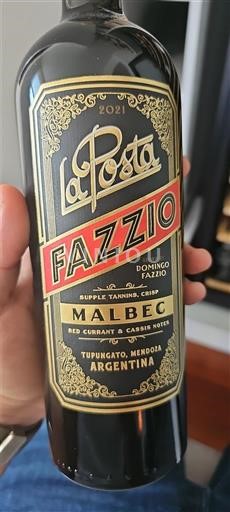 2021
La Posta
FAZZIO
DOMINGO
FAZZIO
SUPPLE TANNINS, CRISP
MALBEC
RED CURRANT & CASSIS NOTES
TUPUNGATO, MENDOZA
ARGENTINA